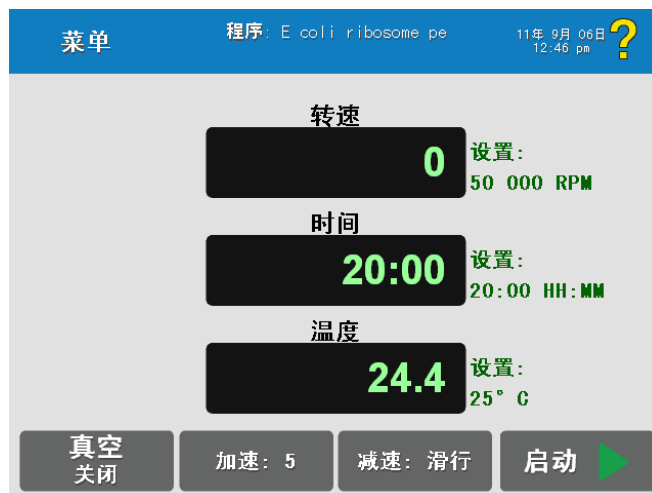 菜单
程序: E coli ribosome pe
11年 9月 06日
12:46 pm
?
转速
0
设置:
50 000 RPM
时间
20:00
设置:
20:00 HH:MM
温度
24.4
设置:
25° C
真空
关闭
加速: 5
减速: 滑行
启动